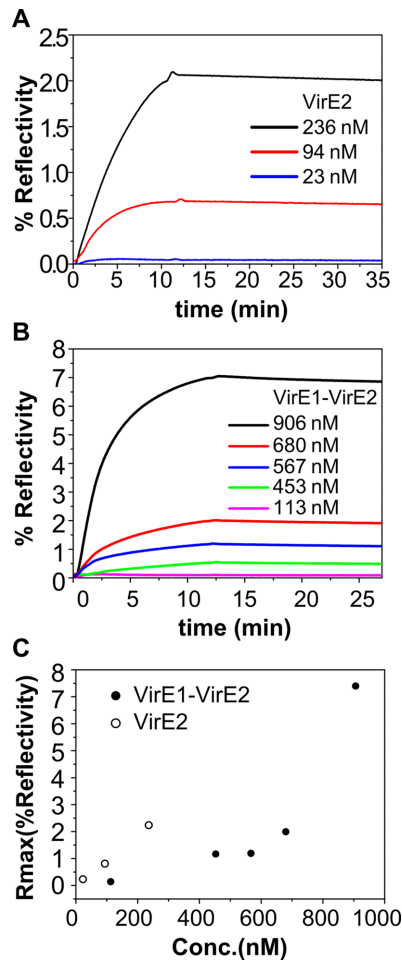 A
2.5
2.0
1.5
1.0
0.5
0.0
% Reflectivity
VirE2
236 nM
94 nM
23 nM
0 5 10 15 20 25 30 35
time (min)
B
8
7
6
5
4
3
2
1
0
% Reflectivity
VirE1-VirE2
906 nM
680 nM
567 nM
453 nM
113 nM
0 5 10 15 20 25
time (min)
C
8
7
6
5
4
3
2
1
0
Rmax(%Reflectivity)
VirE1-VirE2
VirE2
0 200 400 600 800 1000
Conc.(nM)